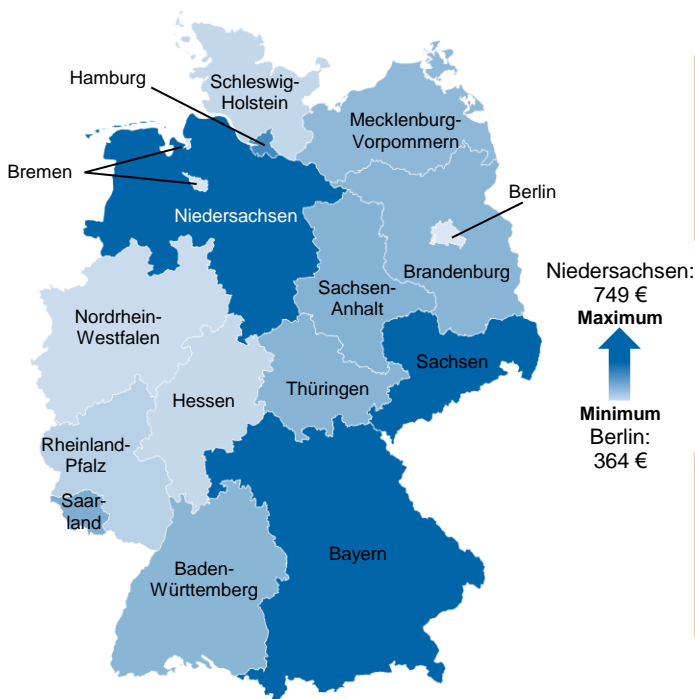 Hamburg
Schleswig-
Holstein
Mecklenburg-
Vorpommern
Bremen
Niedersachsen
Berlin
Brandenburg
Sachsen-
Anhalt
Nordrhein-
Westfalen
Hessen
Thüringen
Sachsen
Rheinland-
Pfalz
Saar-
land
Baden-
Württemberg
Bayern
Niedersachsen:
749 €
Maximum
Minimum
Berlin:
364 €